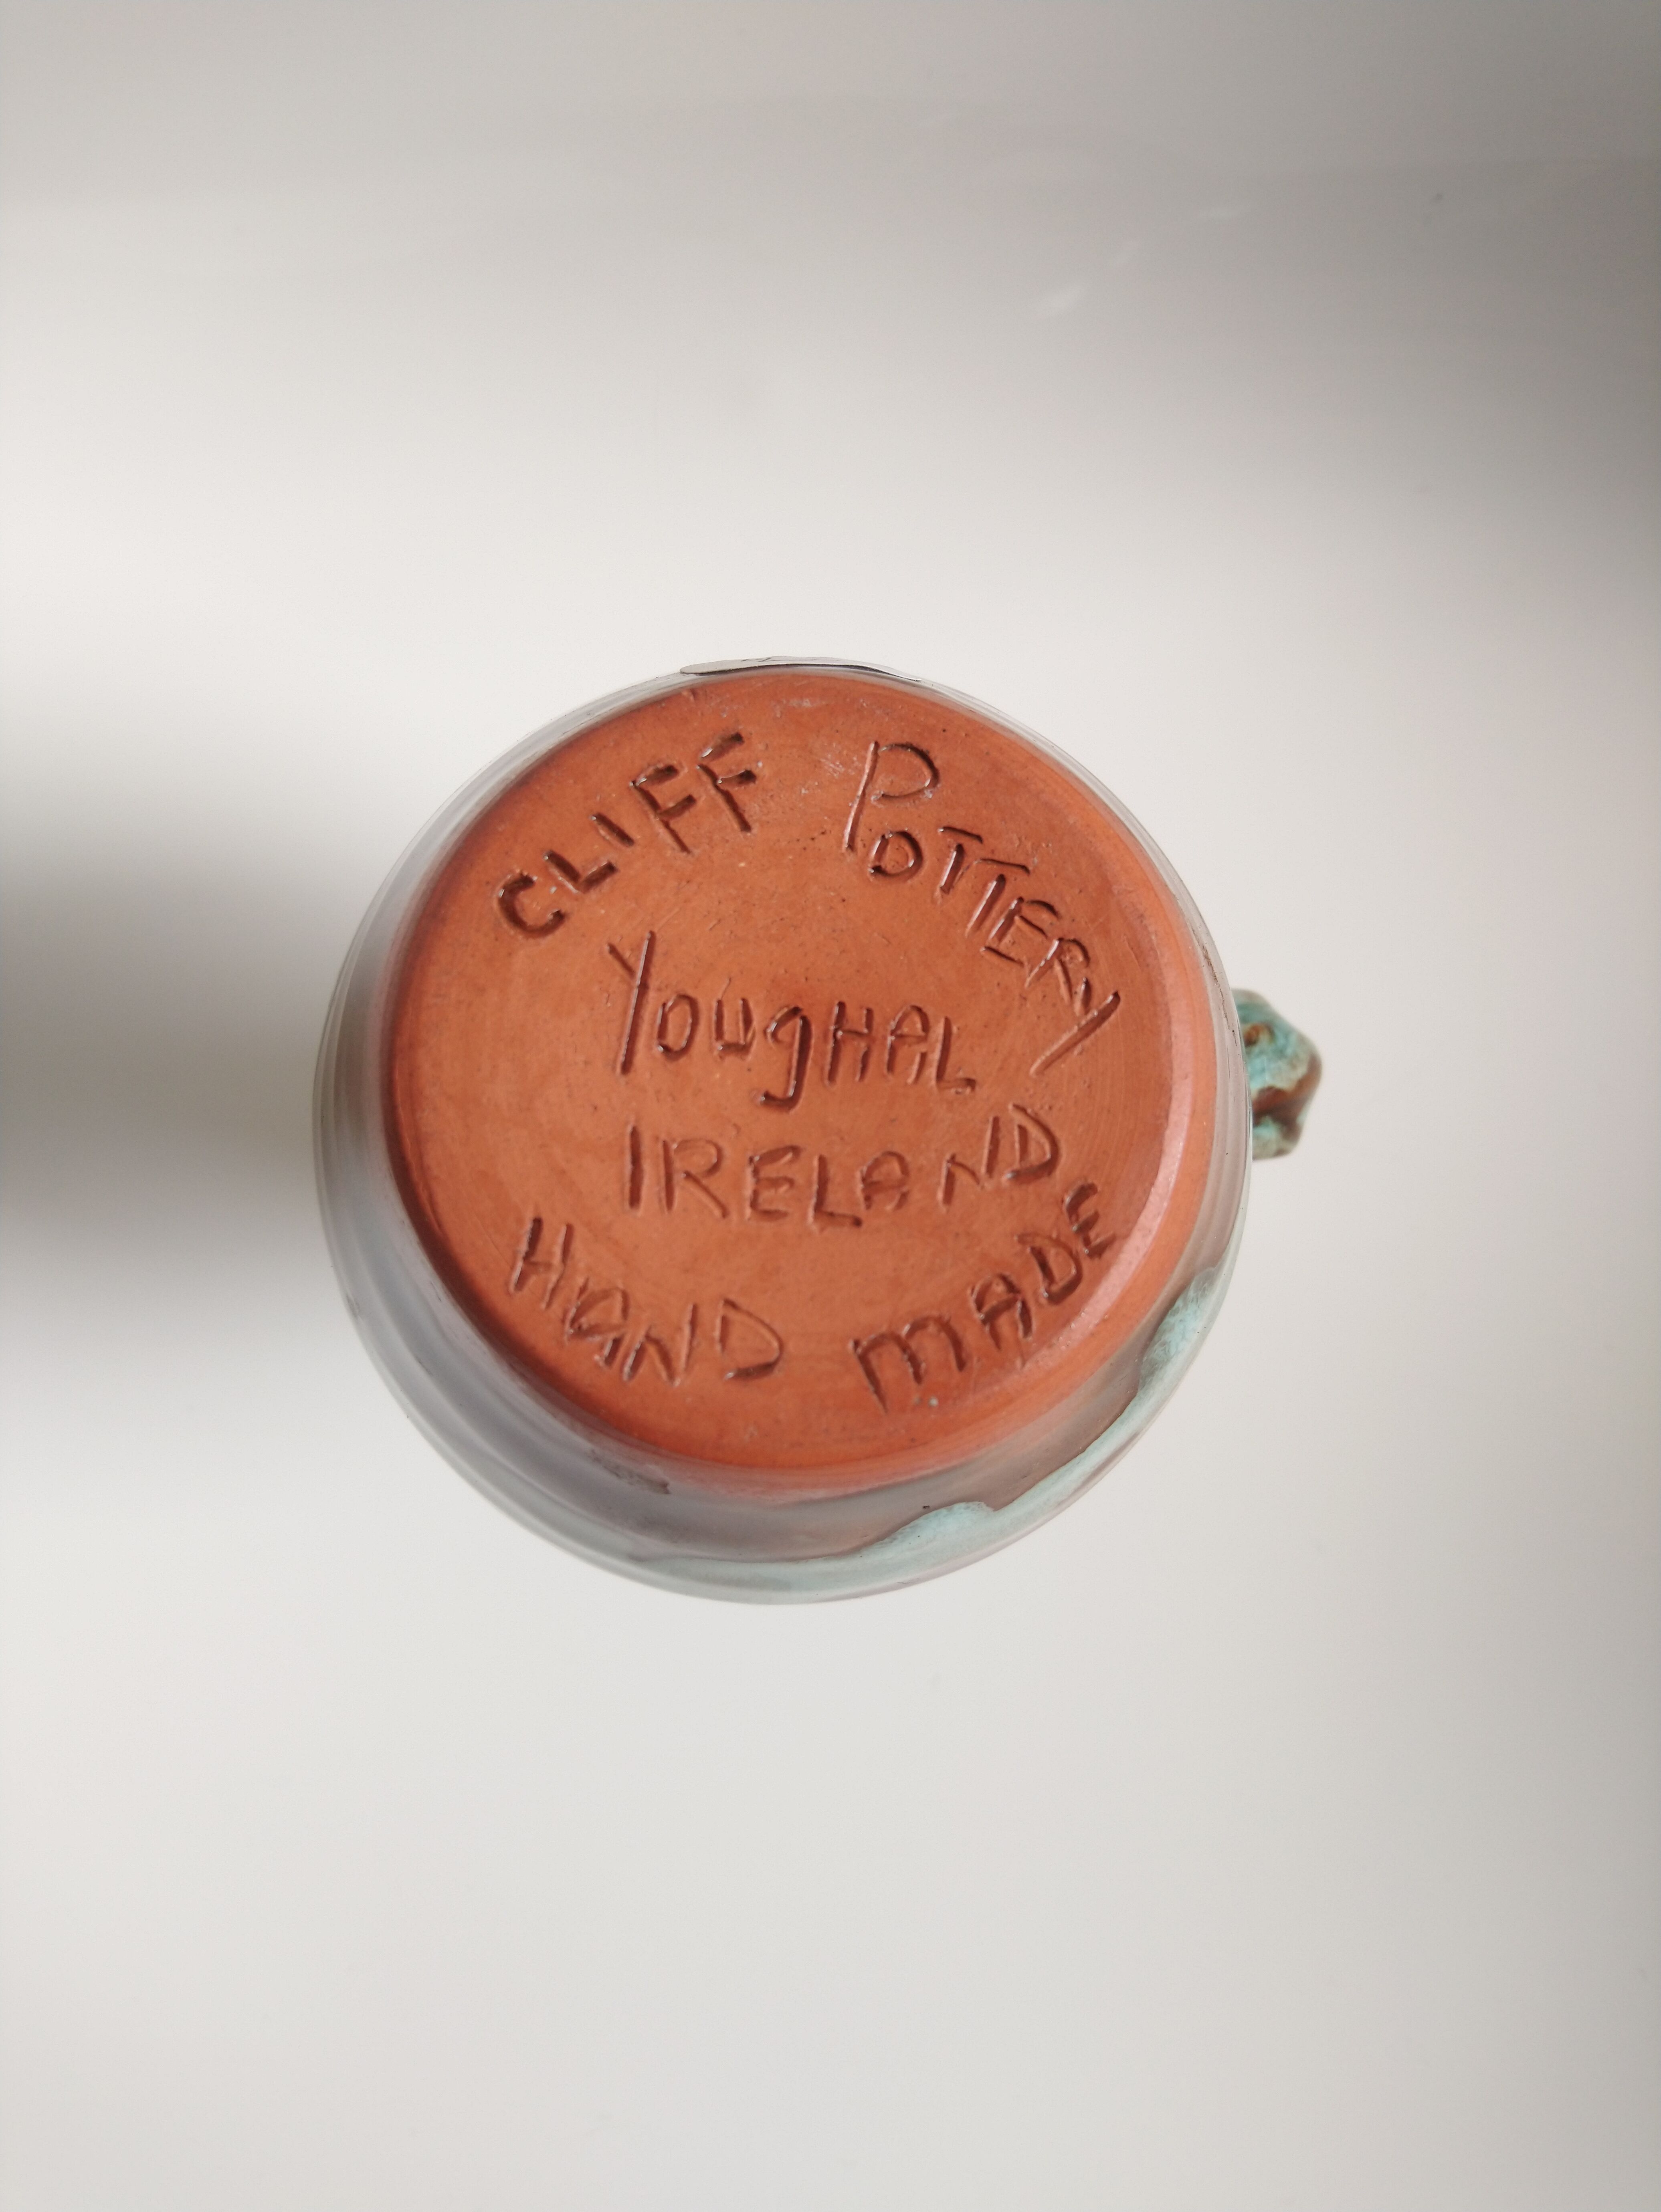 CLIFF POTTERY
YougHAL
IRELAND
HAND MADE